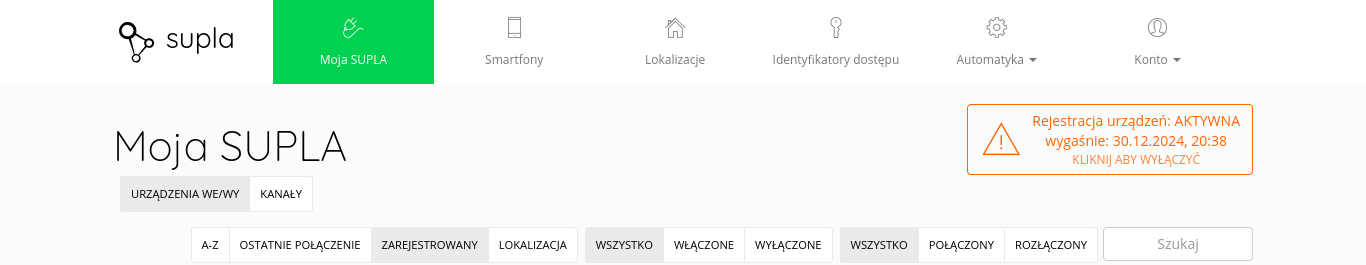 supla
Moja SUPLA
Smartfony
Lokalizacje
Identyfikatory dostępu
Automatyka
Konto
Moja SUPLA
Rejestracja urządzeń: AKTYWNA
wygaśnie: 30.12.2024, 20:38
KLIKNIJ ABY WYŁĄCZYĆ
URZĄDZENIA WE/WY
KANAŁY
A-Z
OSTATNIE POŁĄCZENIE
ZAREJESTROWANY
LOKALIZACJA
WSZYSTKO
WŁĄCZONE
WYŁĄCZONE
WSZYSTKO
POŁĄCZONY
ROZŁĄCZONY
Szukaj